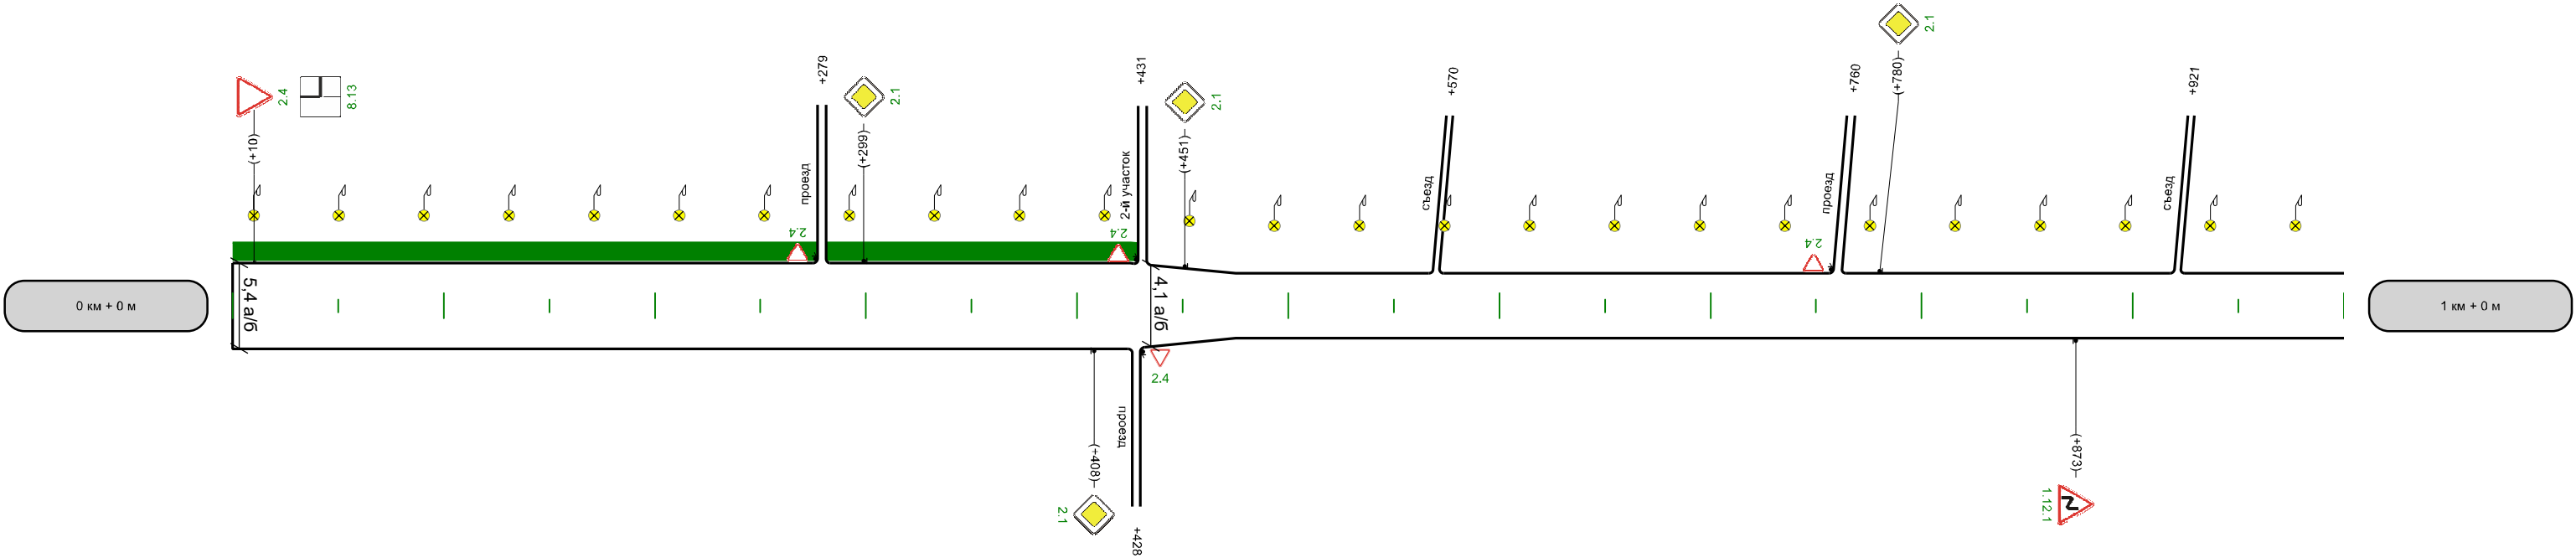 0 км + 0 м
2.4
8.13
(+10)
5,4 а/б
+279
проезд
2.4
2.1
(+299)
+431
2-й участок
2.4
2.1
(+451)
4,1 а/б
2.4
проезд
+428
(+408)
2.1
+570
съезд
+760
проезд
2.4
2.1
(+780)
+921
съезд
(+873)
1.12.1
1 км + 0 м